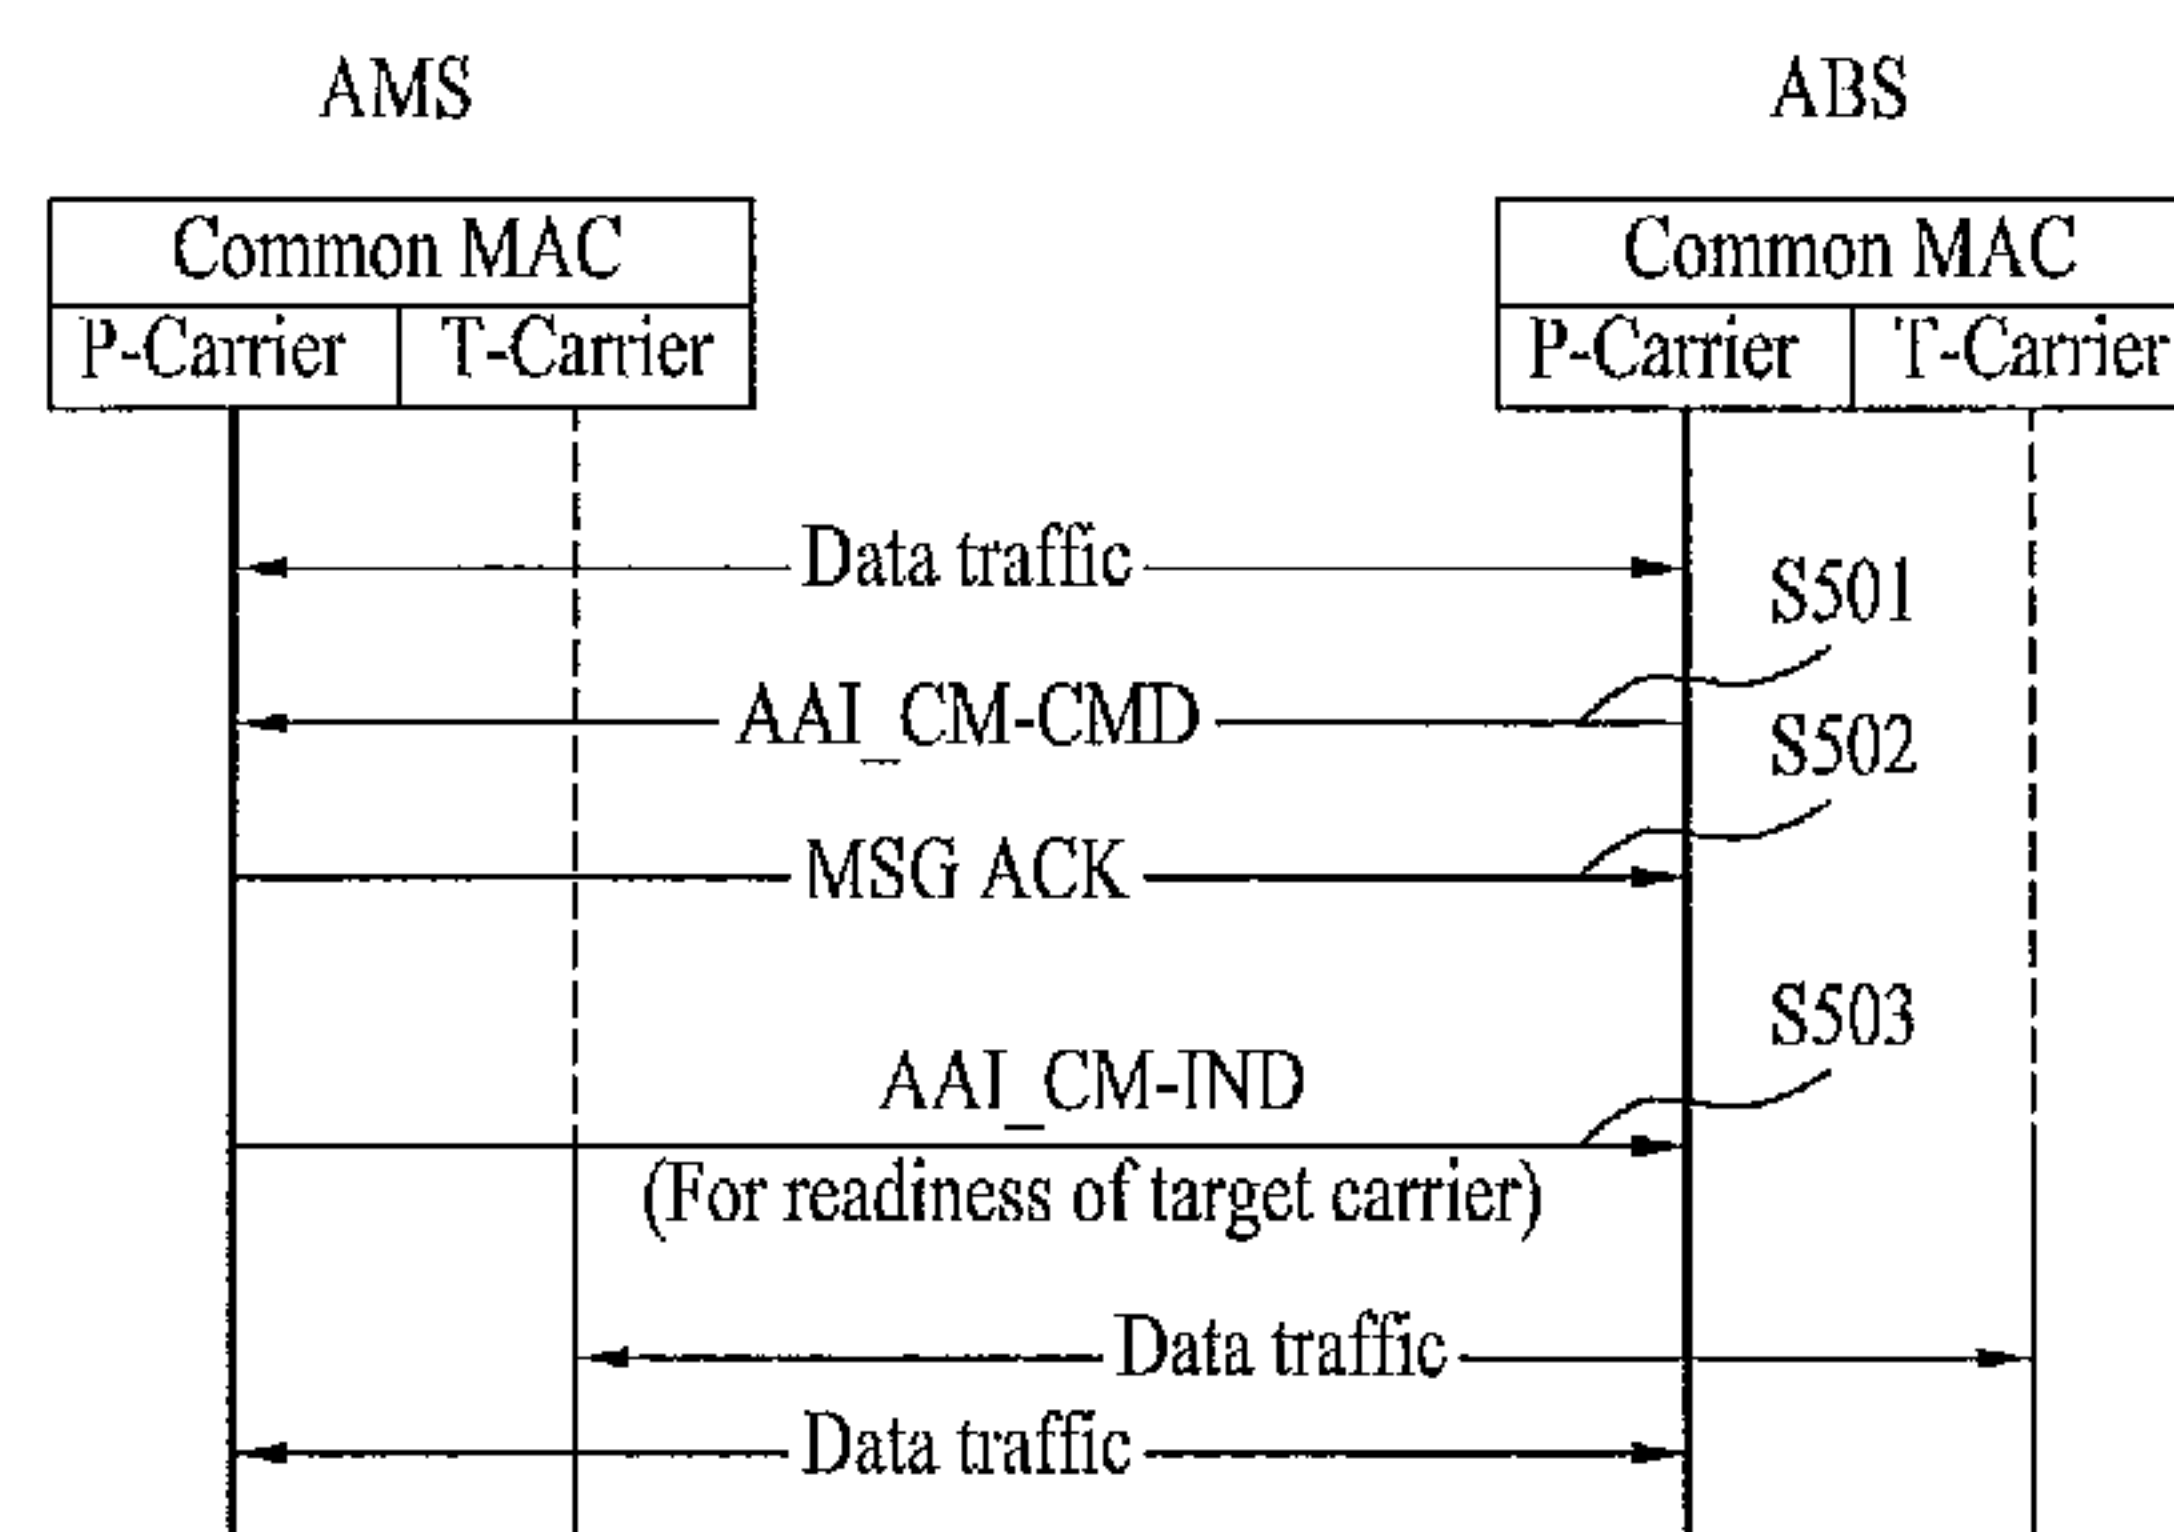 AMS
ABS
Common MAC
Common MAC
P-Carrier
T-Carrier
P-Carrier
T-Carrier
Data traffic
S501
AAI_CM-CMD
S502
MSG ACK
S503
AAI_CM-IND
(For readiness of target carrier)
Data traffic
Data traffic